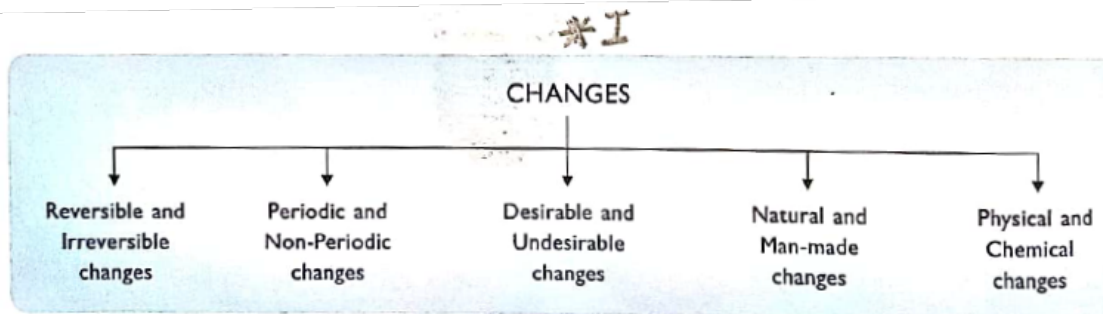 *I
CHANGES
Reversible and
Irreversible
changes
Periodic and
Non-Periodic
changes
Desirable and
Undesirable
changes
Natural and
Man-made
changes
Physical and
Chemical
changes